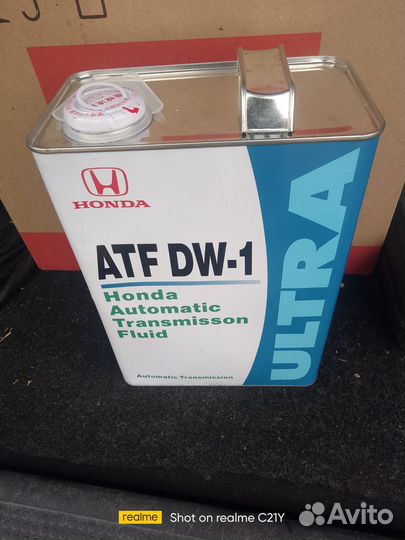 HONDA
ATF DW-1
Honda
Automatic
Transmisson
Fluid
Automatic Transmission
ULTRA
realme
Shot on realme C21Y
Avito